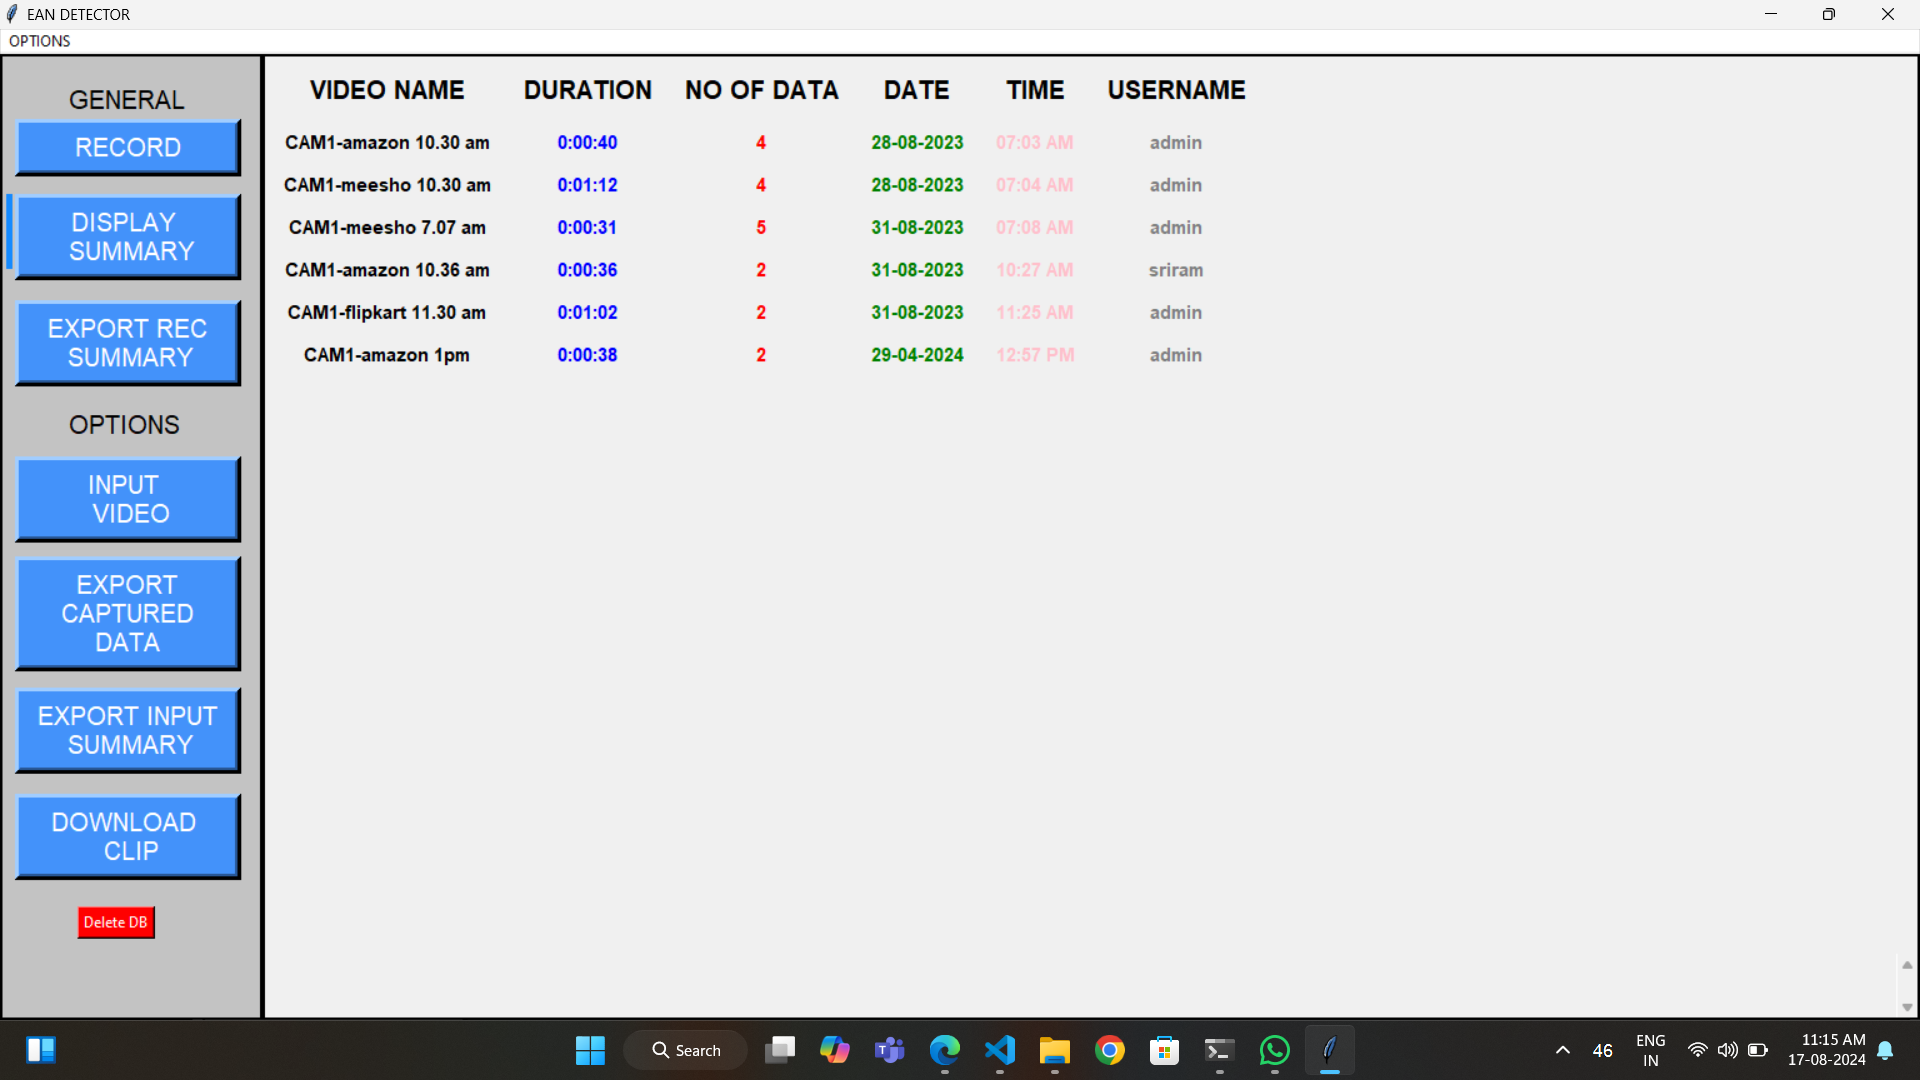 EAN DETECTOR
OPTIONS
GENERAL
RECORD
DISPLAY
SUMMARY
EXPORT REC
SUMMARY
OPTIONS
INPUT
VIDEO
EXPORT
CAPTURED
DATA
EXPORT INPUT
SUMMARY
DOWNLOAD
CLIP
Delete DB
VIDEO NAME DURATION NO OF DATA DATE TIME USERNAME
CAM1-amazon 10.30 am 0:00:40 4 28-08-2023 07:03 AM admin
CAM1-meesho 10.30 am 0:01:12 4 28-08-2023 07:04 AM admin
CAM1-meesho 7.07 am 0:00:31 5 31-08-2023 07:08 AM admin
CAM1-amazon 10.36 am 0:00:36 2 31-08-2023 10:27 AM sriram
CAM1-flipkart 11.30 am 0:01:02 2 31-08-2023 11:25 AM admin
CAM1-amazon 1pm 0:00:38 2 29-04-2024 12:57 PM admin
Search
46
ENG
IN
11:15 AM
17-08-2024